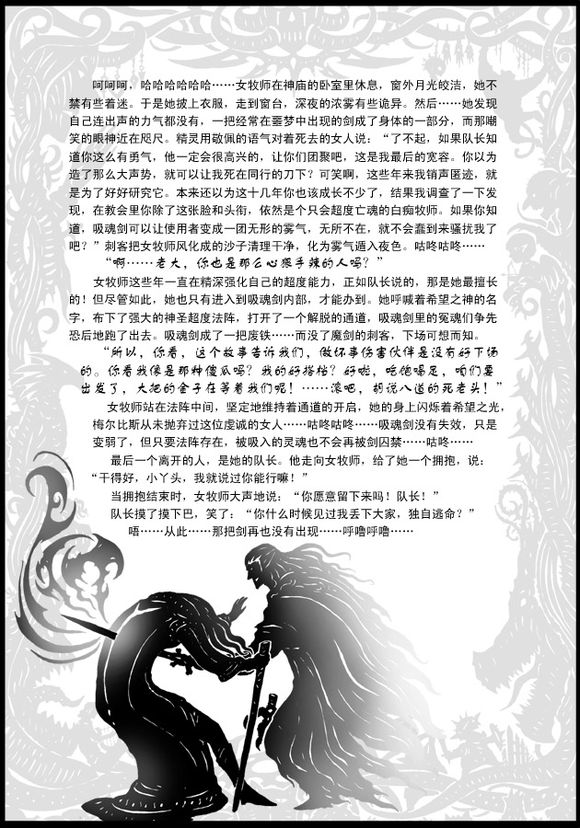 呵呵呵，哈哈哈哈哈哈……女牧师在神庙的卧室里休息，窗外月光皎洁，她不
禁有些着迷。于是她披上衣服，走到窗台，深夜的浓雾有些诡异。然后……她发现
自己连出声的力气都没有，一把经常在噩梦中出现的剑成了身体的一部分，而那嘲
笑的眼神近在咫尺。精灵用敬佩的语气对着死去的女人说：“了不起，如果队长知
道你这么有勇气，他一定会很高兴的，让你们团聚吧，这是我最后的宽容。你以为
造了那么大声势，就可以让我死在同行的刀下？可笑啊，这些年来我销声匿迹，就
是为了好好研究它。本来还以为这十几年你也该成长不少了，结果我调查了一下发
现，在教会里你除了这张脸和头衔，依然是个只会超度亡魂的白痴牧师。如果你知
道，吸魂剑可以让使用者变成一团无形的雾气，无所不在，就不会蠢到来骚扰我了
吧？”刺客把女牧师风化成的沙子清理干净，化为雾气遁入夜色。咕咚咕咚……
“啊……老大，你也是那么心狠手辣的人吗？”
女牧师这些年一直在精深强化自己的超度能力，正如队长说的，那是她最擅长
的！但尽管如此，她也只有进入到吸魂剑内部，才能办到。她呼喊着希望之神的名
字，布下了强大的神圣超度法阵，打开了一个解脱的通道，吸魂剑里的冤魂们争先
恐后地跑了出去。吸魂剑成了一把废铁……而没了魔剑的刺客，下场可想而知。
“所以，你看，这个故事告诉我们，做坏事伤害伙伴是没有好下场
的。你看我像是那种傻瓜吗？我的好搭档？好啦，吃饱喝足，咱们要
出发了，大把的金子在等着我们呢！……滚吧，胡说八道的死老头！”
女牧师站在法阵中间，坚定地维持着通道的开启，她的身上闪烁着希望之光，
梅尔比斯从未抛弃过这位虔诚的女人……咕咚咕咚……吸魂剑没有失效，只是
变弱了，但只要法阵存在，被吸入的灵魂也不会再被剑囚禁……咕咚……
最后一个离开的人，是她的队长。他走向女牧师，给了她一个拥抱，说：
“干得好，小丫头，我就说过你能行嘛！”
当拥抱结束时，女牧师大声地说：“你愿意留下来吗！队长！”
队长摸了摸下巴，笑了：“你什么时候见过我丢下大家，独自逃命？”
唔……从此……那把剑再也没有出现……呼噜呼噜……